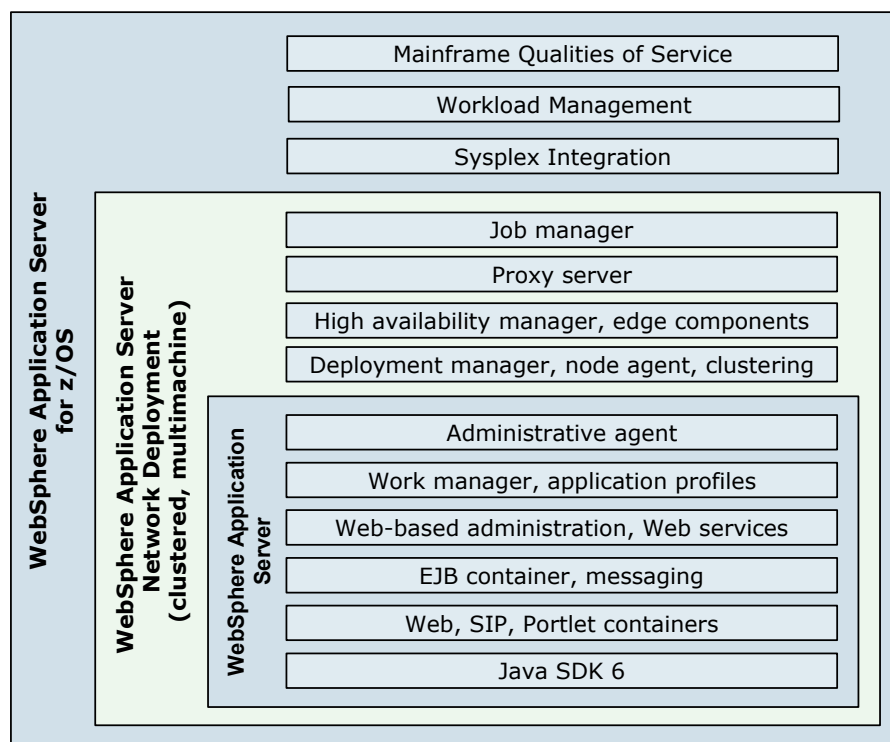 Mainframe Qualities of Service
Workload Management
Sysplex Integration
WebSphere Application Server
for z/OS
Job manager
Proxy server
High availability manager, edge components
Deployment manager, node agent, clustering
WebSphere Application Server
Network Deployment
(clustered, multimachine)
Administrative agent
Work manager, application profiles
Web-based administration, Web services
EJB container, messaging
Web, SIP, Portlet containers
Java SDK 6
WebSphere Application
Server